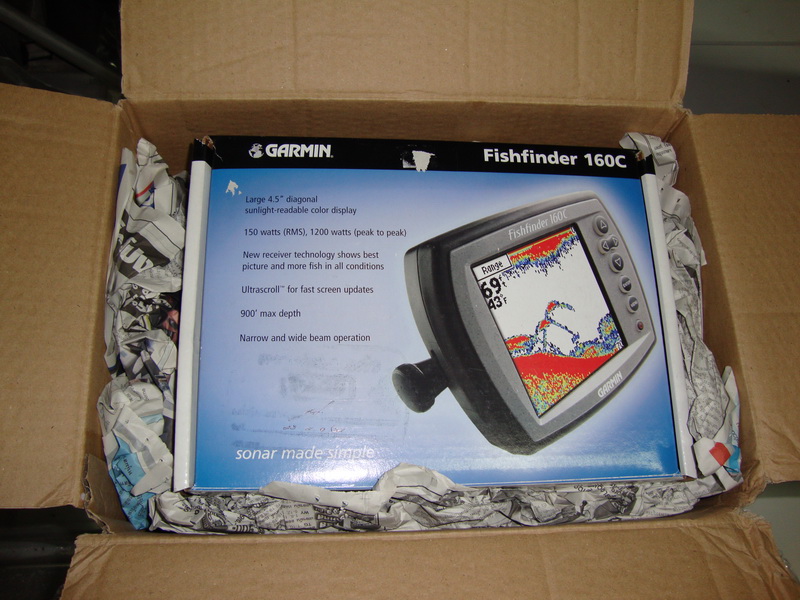 GARMIN
Fishfinder 160C
Large 4.5" diagonal
sunlight-readable color display
150 watts (RMS), 1200 watts (peak to peak)
New receiver technology shows best
picture and more fish in all conditions
Ultrascroll™ for fast screen updates
900' max depth
Narrow and wide beam operation
sonar made simple
Fishfinder 160C
Range
69
43°F
GARMIN